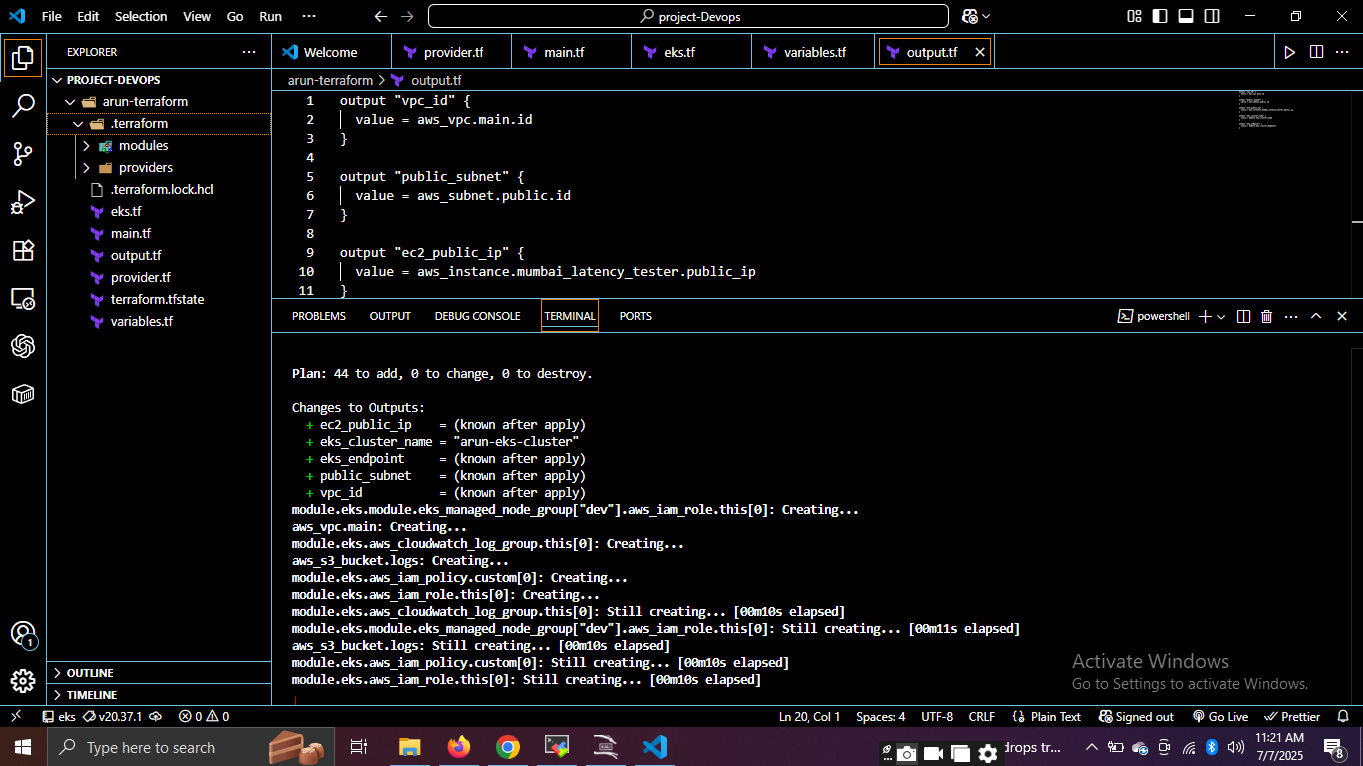 File Edit Selection View Go Run ··· project-Devops
EXPLORER ···
PROJECT-DEVOPS
arun-terraform
.terraform
modules
providers
.terraform.lock.hcl
eks.tf
main.tf
output.tf
provider.tf
terraform.tfstate
variables.tf
OUTLINE
TIMELINE
Welcome provider.tf main.tf eks.tf variables.tf output.tf
arun-terraform > output.tf
1 output "vpc_id" {
2 value = aws_vpc.main.id
3 }
4
5 output "public_subnet" {
6 value = aws_subnet.public.id
7 }
8
9 output "ec2_public_ip" {
10 value = aws_instance.mumbai_latency_tester.public_ip
11 }
PROBLEMS OUTPUT DEBUG CONSOLE TERMINAL PORTS powershell
Plan: 44 to add, 0 to change, 0 to destroy.
Changes to Outputs:
+ ec2_public_ip = (known after apply)
+ eks_cluster_name = "arun-eks-cluster"
+ eks_endpoint = (known after apply)
+ public_subnet = (known after apply)
+ vpc_id = (known after apply)
module.eks.module.eks_managed_node_group["dev"].aws_iam_role.this[0]: Creating...
aws_vpc.main: Creating...
module.eks.aws_cloudwatch_log_group.this[0]: Creating...
aws_s3_bucket.logs: Creating...
module.eks.aws_iam_policy.custom[0]: Creating...
module.eks.aws_iam_role.this[0]: Creating...
module.eks.aws_cloudwatch_log_group.this[0]: Still creating... [00m10s elapsed]
module.eks.module.eks_managed_node_group["dev"].aws_iam_role.this[0]: Still creating... [00m11s elapsed]
aws_s3_bucket.logs: Still creating... [00m10s elapsed]
module.eks.aws_iam_policy.custom[0]: Still creating... [00m10s elapsed]
module.eks.aws_iam_role.this[0]: Still creating... [00m10s elapsed]
Activate Windows
Go to Settings to activate Windows.
1
eks v20.37.1 0 0 Ln 20, Col 1 Spaces: 4 UTF-8 CRLF {} Plain Text Signed out Go Live Prettier
Type here to search drops tr... 11:21 AM
7/7/2025
8